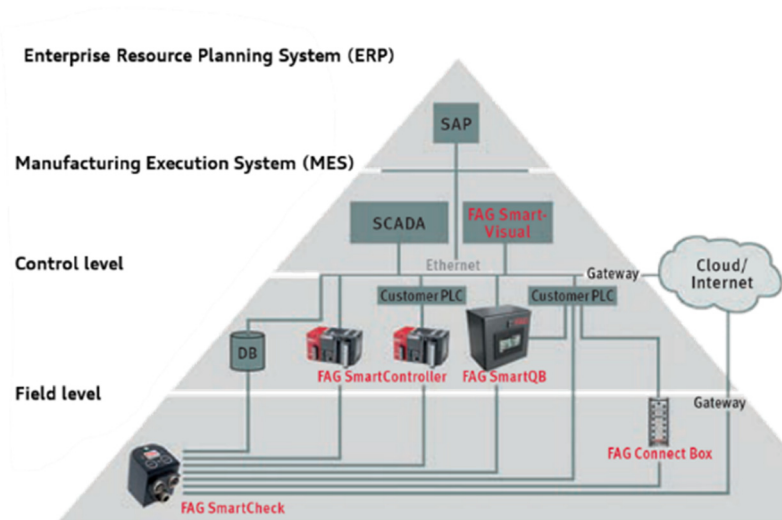 Enterprise Resource Planning System (ERP)
SAP
Manufacturing Execution System (MES)
SCADA
FAG Smart-
Visual
Control level
Ethernet
Gateway
Cloud/
Internet
Customer PLC
Customer PLC
DB
FAG SmartController
FAG SmartQB
Field level
Gateway
FAG Connect Box
FAG SmartCheck